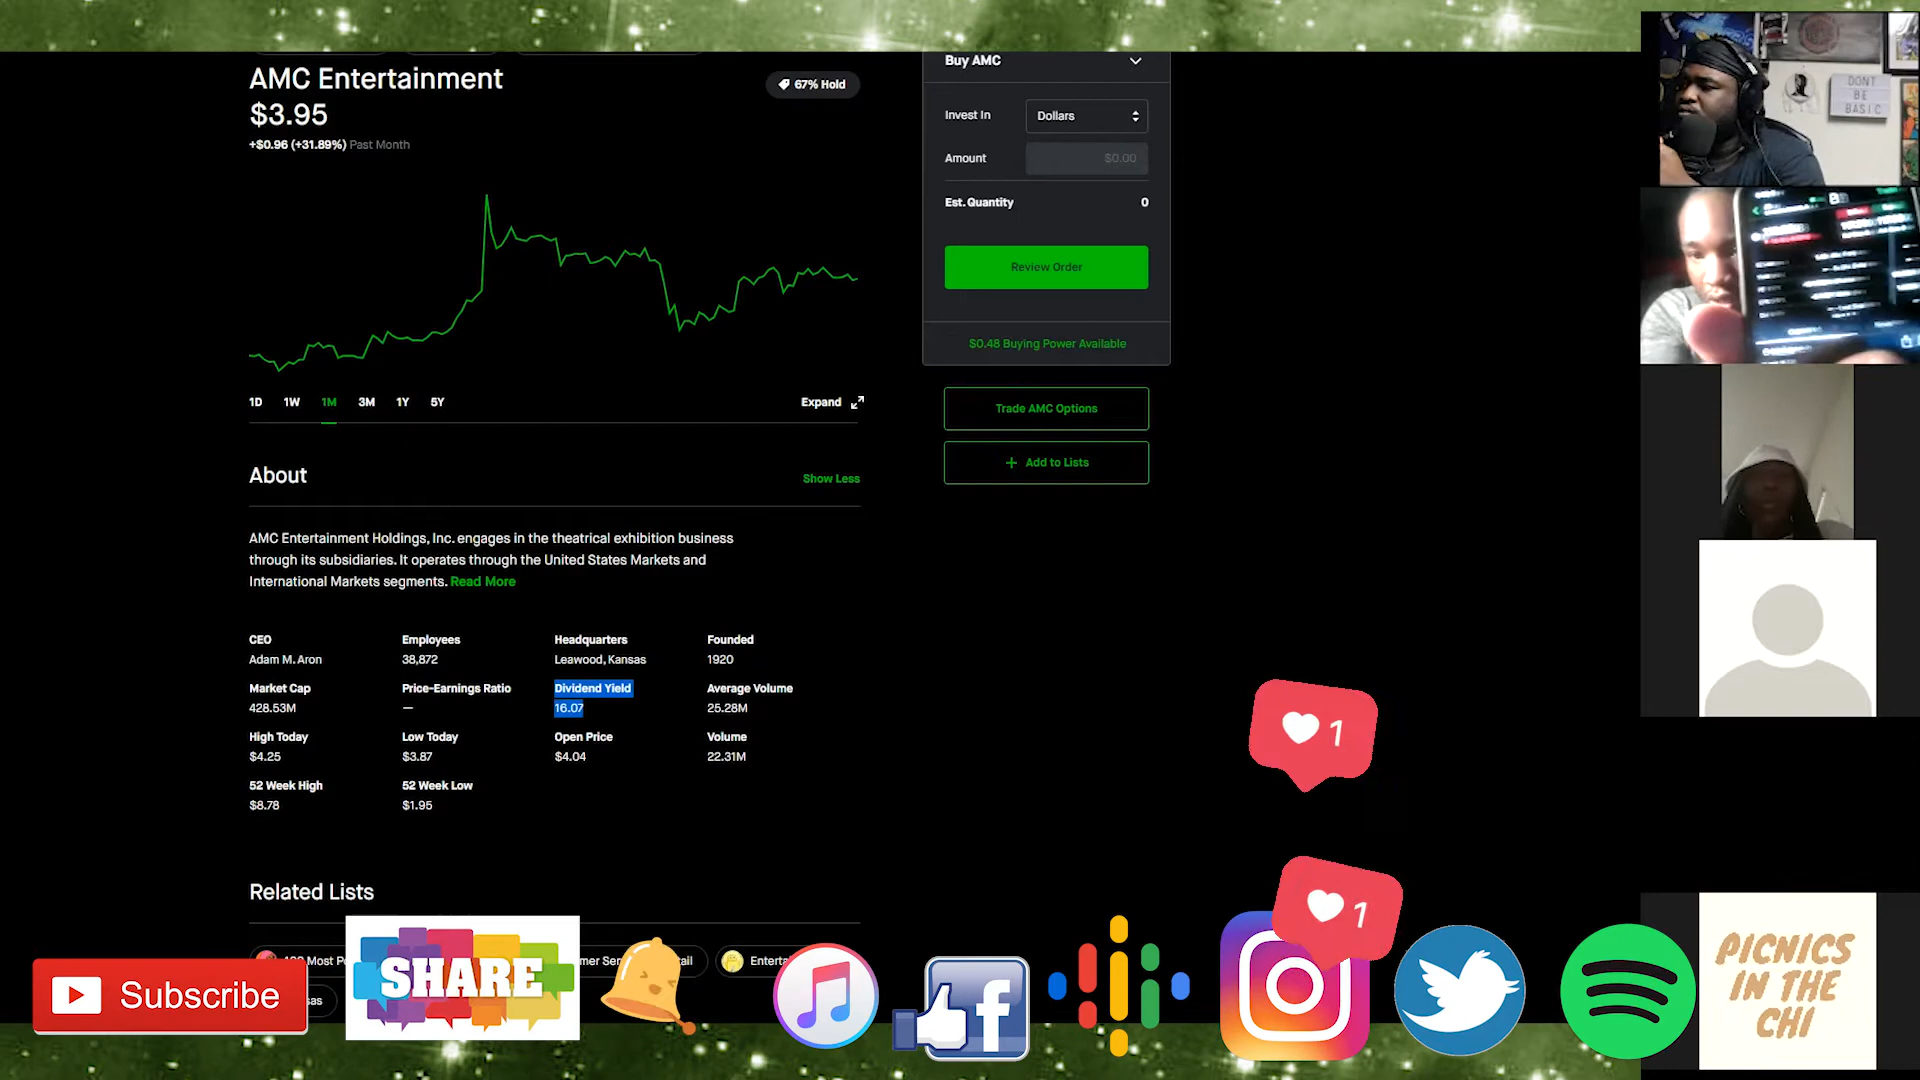 AMC Entertainment
$3.95
+$0.96 (+31.89%) Past Month
67% Hold
Buy AMC
Invest In
Dollars
Amount
$0.00
Est. Quantity
0
Review Order
$0.48 Buying Power Available
Trade AMC Options
+ Add to Lists
1D 1W 1M 3M 1Y 5Y
Expand
About
Show Less
AMC Entertainment Holdings, Inc. engages in the theatrical exhibition business
through its subsidiaries. It operates through the United States Markets and
International Markets segments. Read More
CEO
Adam M. Aron
Employees
38,872
Headquarters
Leawood, Kansas
Founded
1920
Market Cap
428.53M
Price-Earnings Ratio
—
Dividend Yield
16.07
Average Volume
25.28M
High Today
$4.25
Low Today
$3.87
Open Price
$4.04
Volume
22.31M
52 Week High
$8.78
52 Week Low
$1.95
Related Lists
Subscribe
SHARE
f
1
1
DONT
BE
BASIC
PICNICS
IN THE
CHI